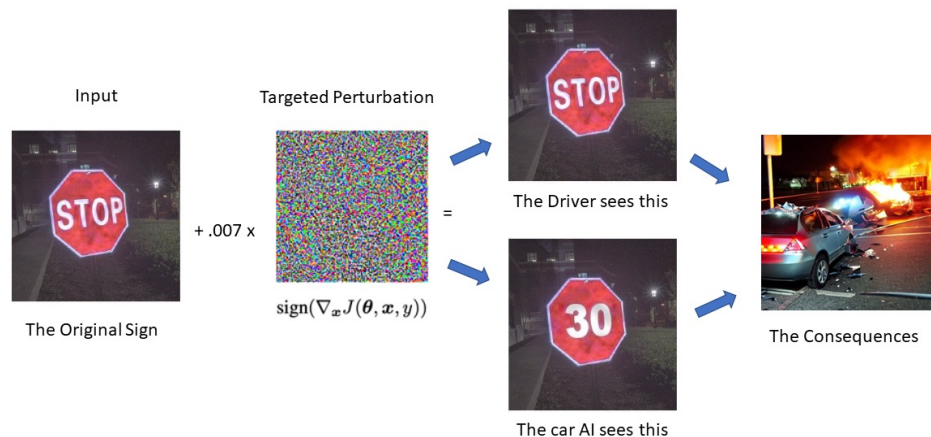 Input
Targeted Perturbation
STOP
The Original Sign
+ .007 x
sign(∇ₓJ(θ, x, y))
=
STOP
The Driver sees this
30
The car AI sees this
The Consequences